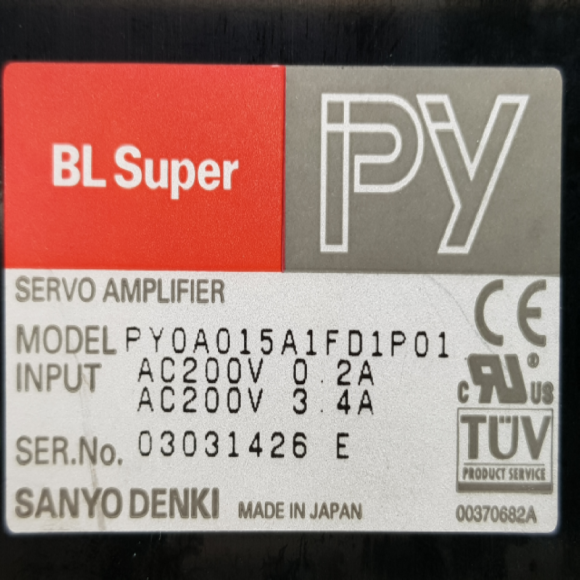 BL Super
PY
SERVO AMPLIFIER
CE
MODEL PY0A015A1FD1P01
INPUT AC200V 0.2A
AC200V 3.4A
c RU® US
SER.No. 03031426 E
TÜV
PRODUCT SERVICE
SANYO DENKI MADE IN JAPAN 00370682A